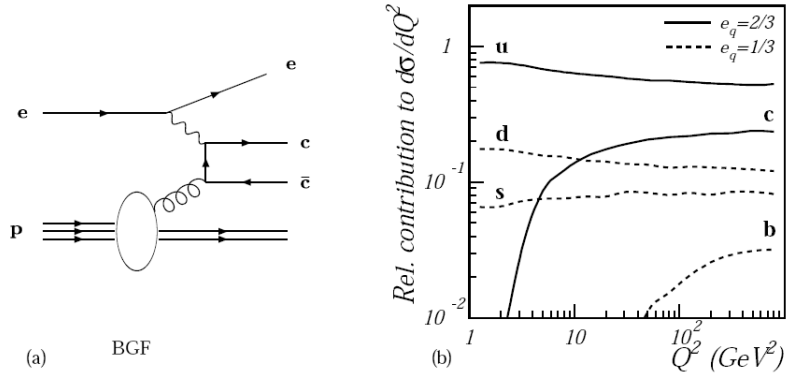 e
e
c
c̄
p
(a)
BGF
Rel. contribution to dσ/dQ²
1
10⁻¹
10⁻²
u
d
s
c
b
e_q=2/3
e_q=1/3
1
10
10²
Q² (GeV²)
(b)